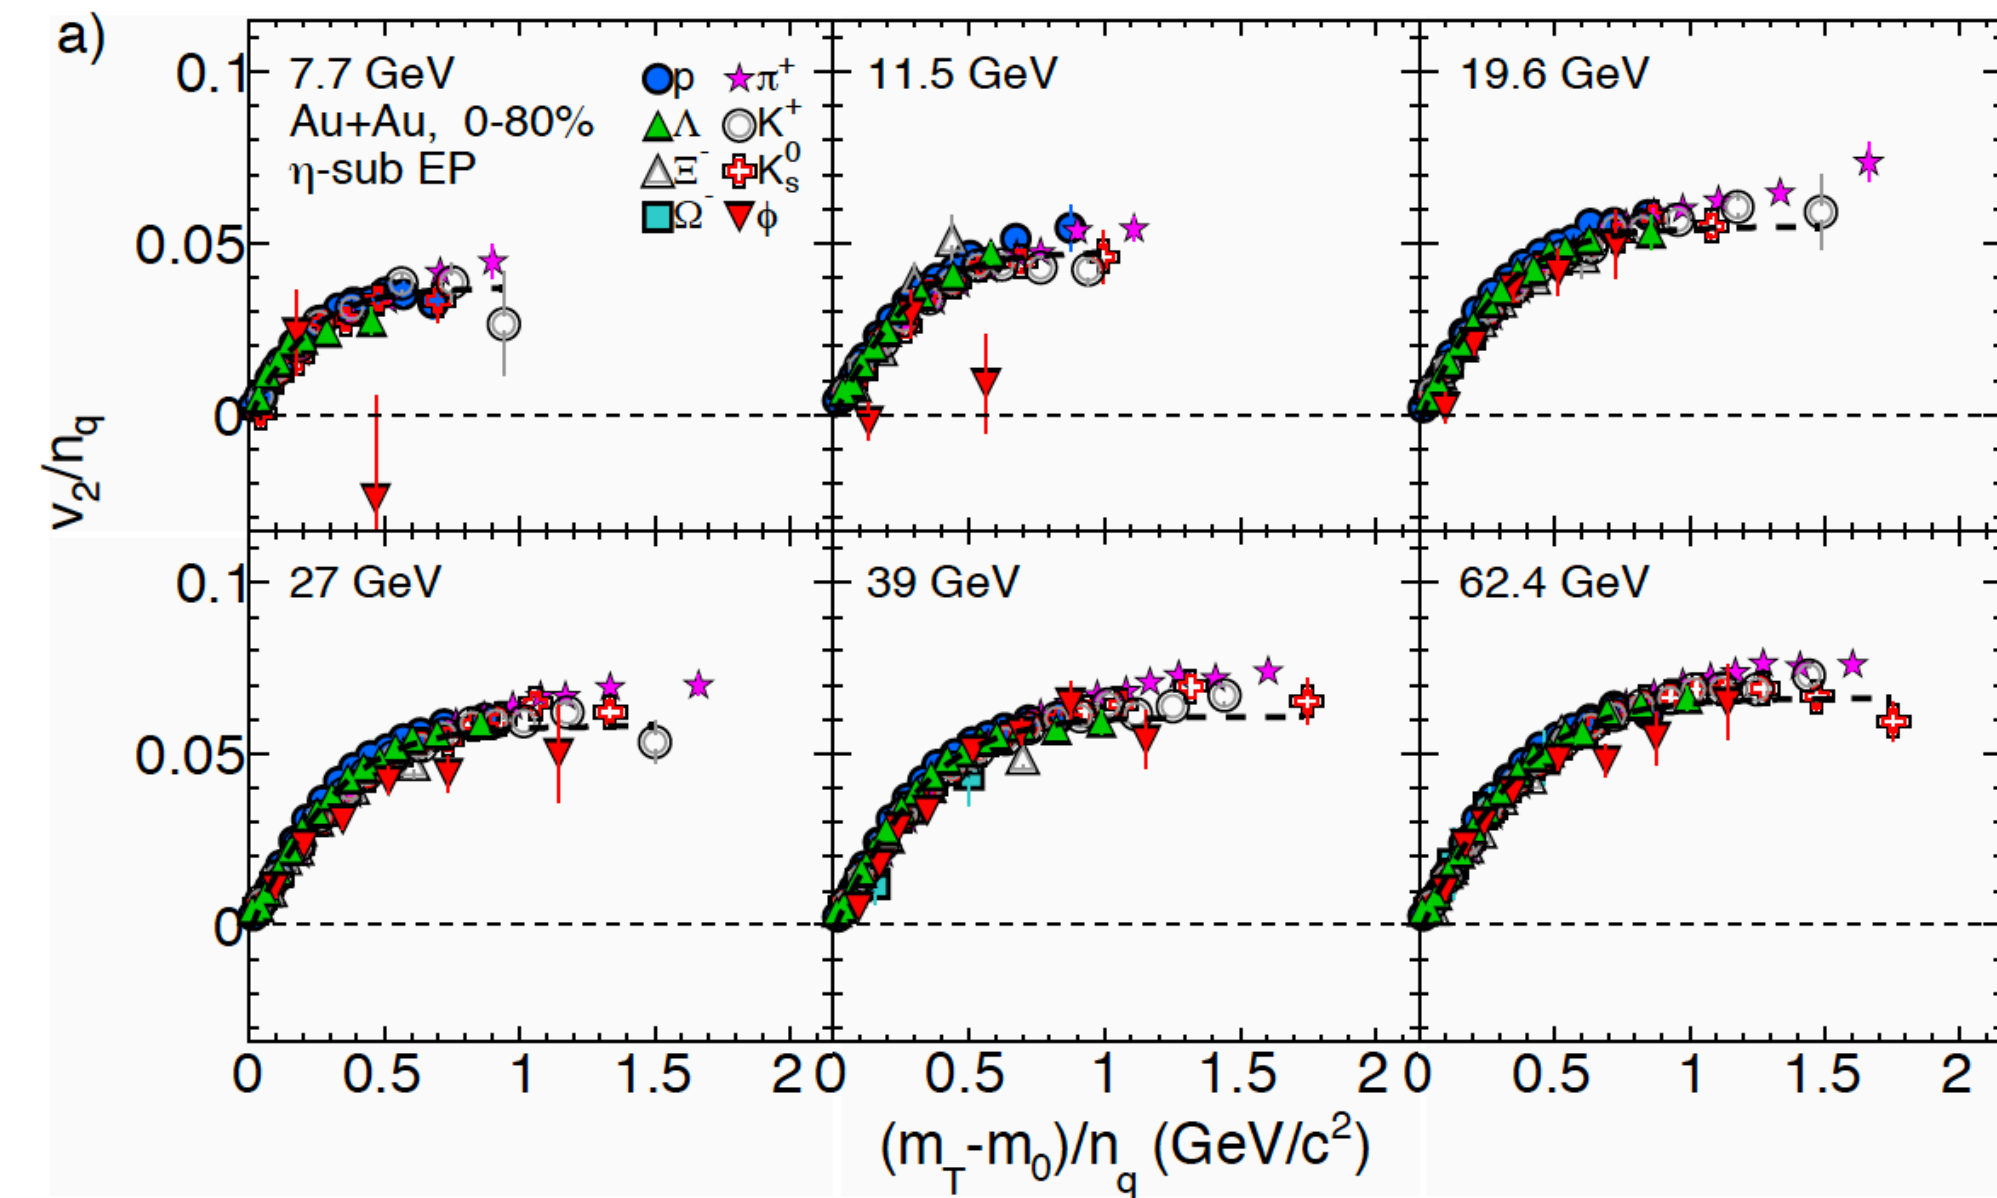 a)
7.7 GeV
Au+Au, 0-80%
η-sub EP
p π⁺
Λ K⁺
Ξ⁻ K⁰ₛ
Ω⁻ ϕ
11.5 GeV
19.6 GeV
0.1
0.05
0
v₂/n_q
27 GeV
39 GeV
62.4 GeV
0.1
0.05
0
0 0.5 1 1.5 2 0 0.5 1 1.5 2 0 0.5 1 1.5 2
(m_T-m₀)/n_q (GeV/c²)